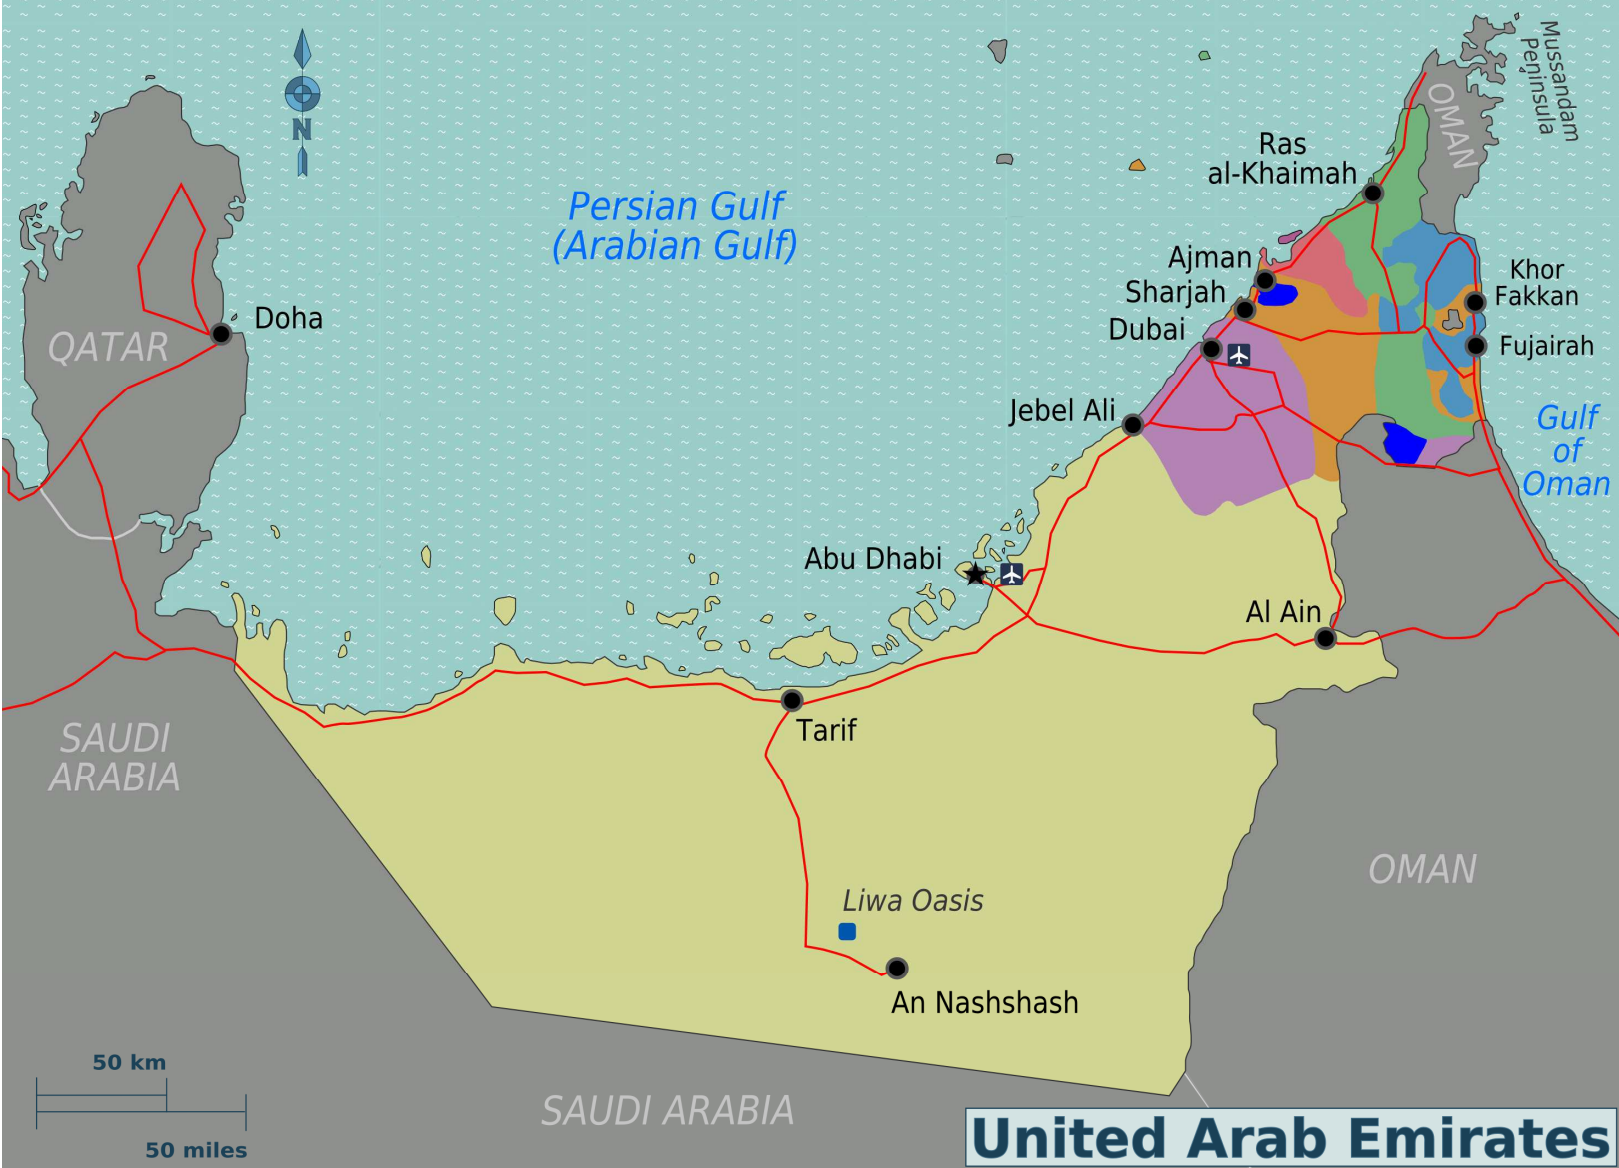 Mussandam
Peninsula
OMAN
N
Ras
al-Khaimah
Persian Gulf
(Arabian Gulf)
Ajman
Khor
Fakkan
Sharjah
Doha
Dubai
QATAR
Fujairah
Jebel Ali
Gulf
of
Oman
Abu Dhabi
Al Ain
Tarif
SAUDI
ARABIA
OMAN
Liwa Oasis
An Nashshash
50 km
50 miles
SAUDI ARABIA
United Arab Emirates